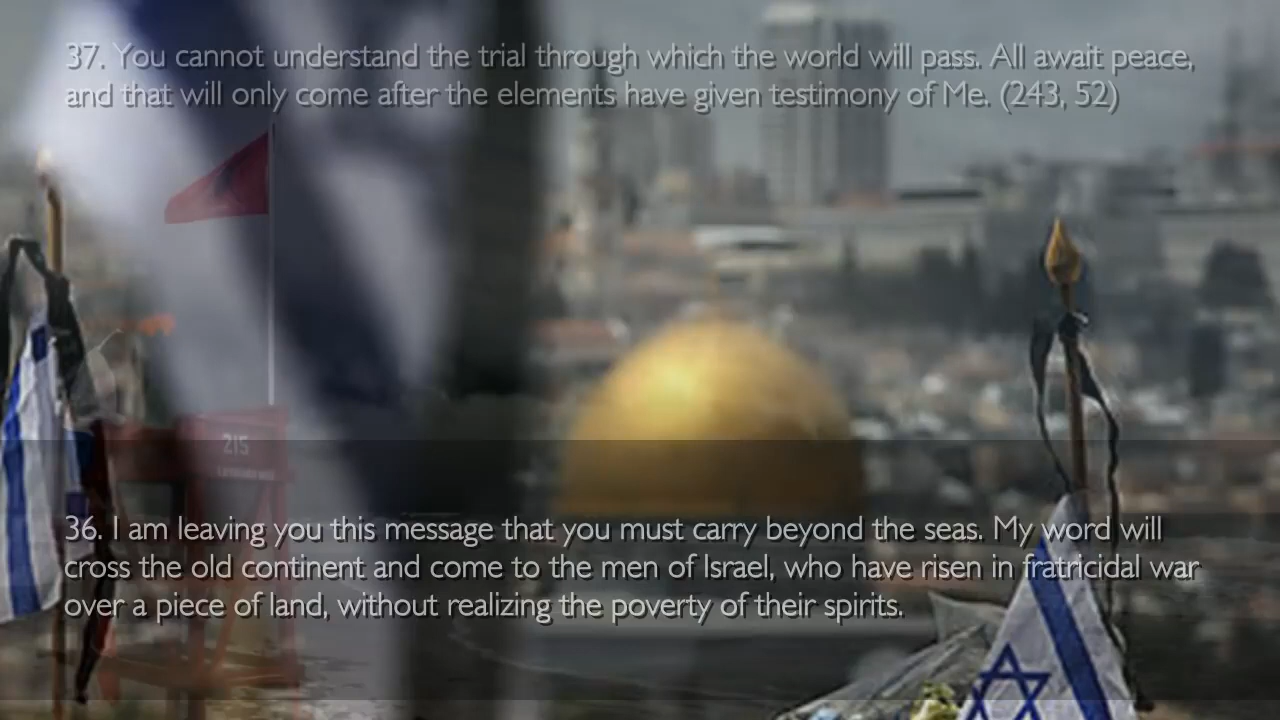 37. You cannot understand the trial through which the world will pass. All await peace,
and that will only come after the elements have given testimony of Me. (243, 52)
215
36. I am leaving you this message that you must carry beyond the seas. My word will
cross the old continent and come to the men of Israel, who have risen in fratricidal war
over a piece of land, without realizing the poverty of their spirits.